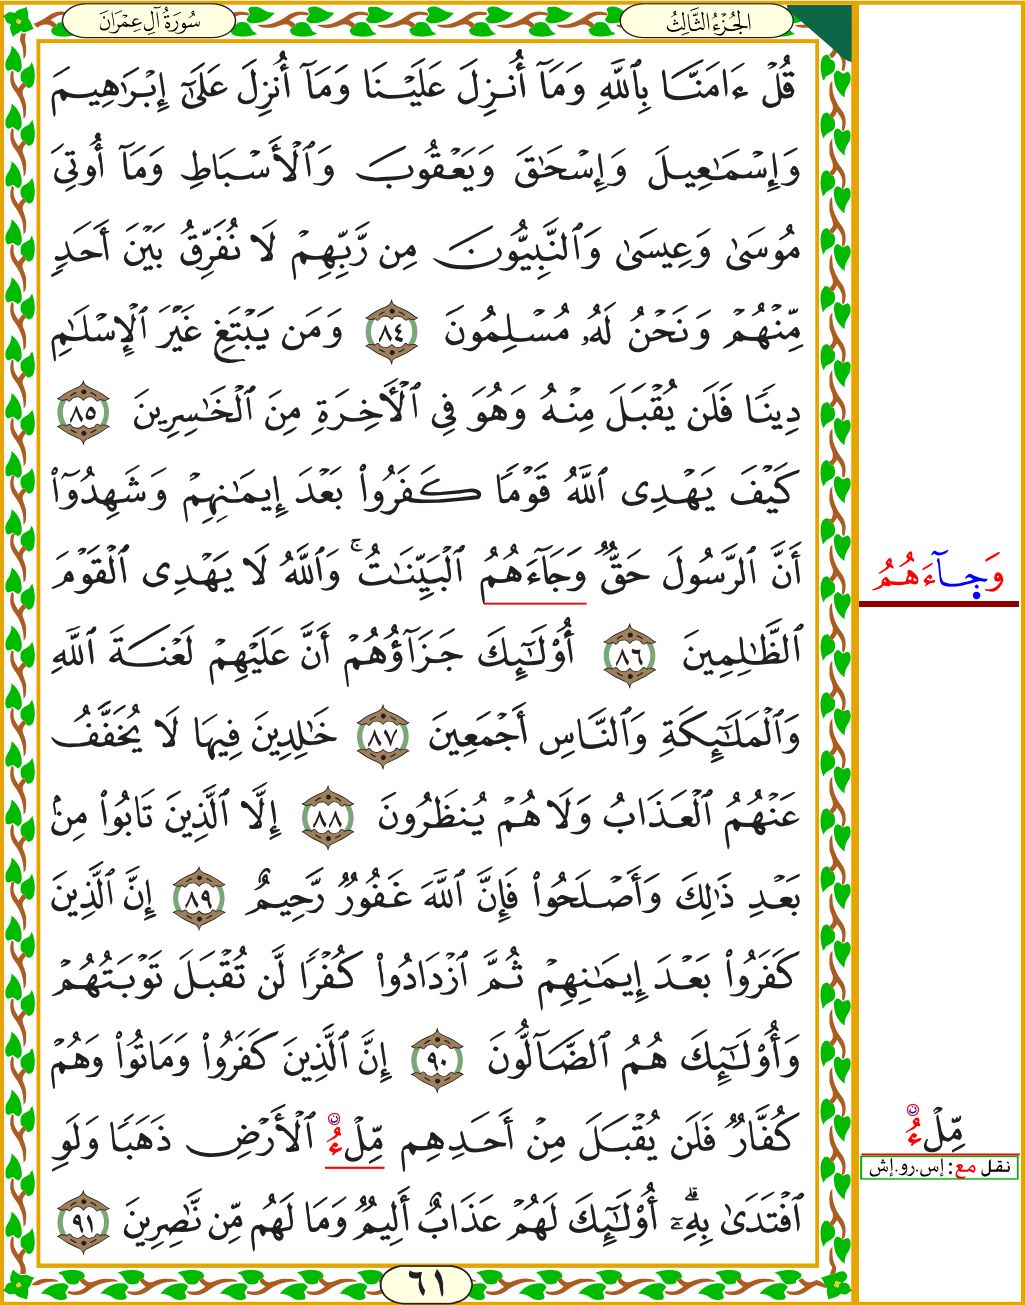 الجُزْءُ الثَّالِثُ
سُورَةُ آلِ عِمْرَانَ
قُلْ ءَامَنَّا بِٱللَّهِ وَمَآ أُنزِلَ عَلَيْنَا وَمَآ أُنزِلَ عَلَىٰٓ إِبْرَٰهِيمَ
وَإِسْمَٰعِيلَ وَإِسْحَٰقَ وَيَعْقُوبَ وَٱلْأَسْبَاطِ وَمَآ أُوتِىَ
مُوسَىٰ وَعِيسَىٰ وَٱلنَّبِيُّونَ مِن رَّبِّهِمْ لَا نُفَرِّقُ بَيْنَ أَحَدٍ
مِّنْهُمْ وَنَحْنُ لَهُۥ مُسْلِمُونَ ٨٤ وَمَن يَبْتَغِ غَيْرَ ٱلْإِسْلَٰمِ
دِينًا فَلَن يُقْبَلَ مِنْهُ وَهُوَ فِى ٱلْأَخِرَةِ مِنَ ٱلْخَٰسِرِينَ ٨٥
كَيْفَ يَهْدِى ٱللَّهُ قَوْمًا كَفَرُوا۟ بَعْدَ إِيمَٰنِهِمْ وَشَهِدُوٓا۟
أَنَّ ٱلرَّسُولَ حَقٌّ وَجَآءَهُمُ ٱلْبَيِّنَٰتُ ۚ وَٱللَّهُ لَا يَهْدِى ٱلْقَوْمَ
وَجِآءَهُمُ
ٱلظَّٰلِمِينَ ٨٦ أُو۟لَٰٓئِكَ جَزَآؤُهُمْ أَنَّ عَلَيْهِمْ لَعْنَةَ ٱللَّهِ
وَٱلْمَلَٰٓئِكَةِ وَٱلنَّاسِ أَجْمَعِينَ ٨٧ خَٰلِدِينَ فِيهَا لَا يُخَفَّفُ
عَنْهُمُ ٱلْعَذَابُ وَلَا هُمْ يُنظَرُونَ ٨٨ إِلَّا ٱلَّذِينَ تَابُوا۟ مِنۢ
بَعْدِ ذَٰلِكَ وَأَصْلَحُوا۟ فَإِنَّ ٱللَّهَ غَفُورٌ رَّحِيمٌ ٨٩ إِنَّ ٱلَّذِينَ
كَفَرُوا۟ بَعْدَ إِيمَٰنِهِمْ ثُمَّ ٱزْدَادُوا۟ كُفْرًا لَّن تُقْبَلَ تَوْبَتُهُمْ
وَأُو۟لَٰٓئِكَ هُمُ ٱلضَّآلُّونَ ٩٠ إِنَّ ٱلَّذِينَ كَفَرُوا۟ وَمَاتُوا۟ وَهُمْ
كُفَّارٌ فَلَن يُقْبَلَ مِنْ أَحَدِهِم مِّلْءُ ٱلْأَرْضِ ذَهَبًا وَلَوِ
مِّلْءُ
نقل مع: إس.رو.إش
ٱفْتَدَىٰ بِهِۦٓ ۗ أُو۟لَٰٓئِكَ لَهُمْ عَذَابٌ أَلِيمٌ وَمَا لَهُم مِّن نَّٰصِرِينَ ٩١
٦١